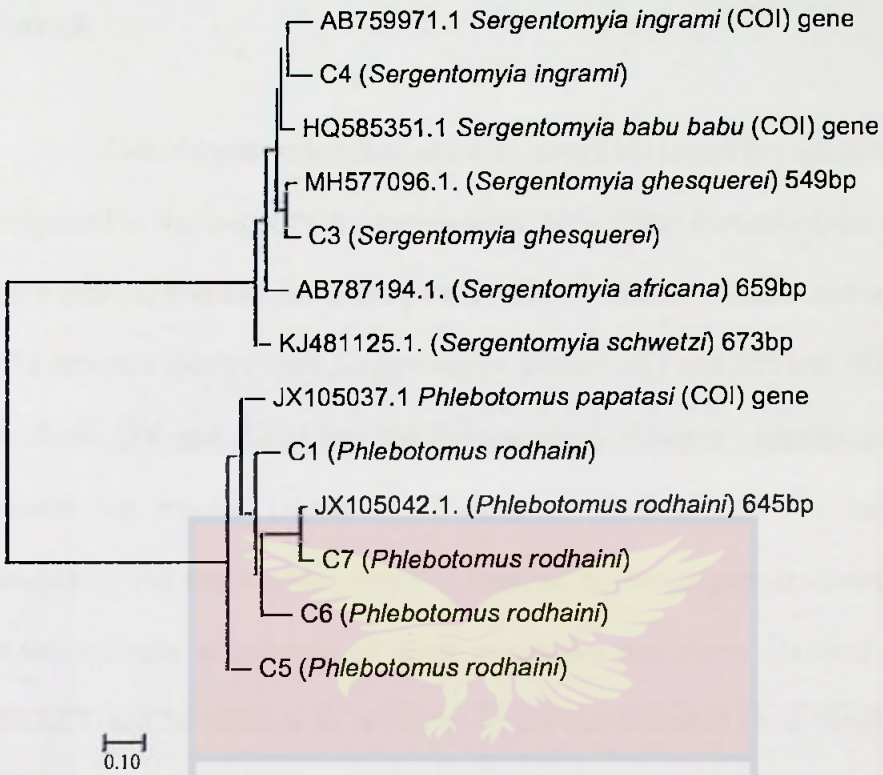 AB759971.1 Sergentomyia ingrami (COI) gene
C4 (Sergentomyia ingrami)
HQ585351.1 Sergentomyia babu babu (COI) gene
MH577096.1. (Sergentomyia ghesquerei) 549bp
C3 (Sergentomyia ghesquerei)
AB787194.1. (Sergentomyia africana) 659bp
KJ481125.1. (Sergentomyia schwetzi) 673bp
JX105037.1 Phlebotomus papatasi (COI) gene
C1 (Phlebotomus rodhaini)
JX105042.1. (Phlebotomus rodhaini) 645bp
C7 (Phlebotomus rodhaini)
C6 (Phlebotomus rodhaini)
C5 (Phlebotomus rodhaini)
0.10